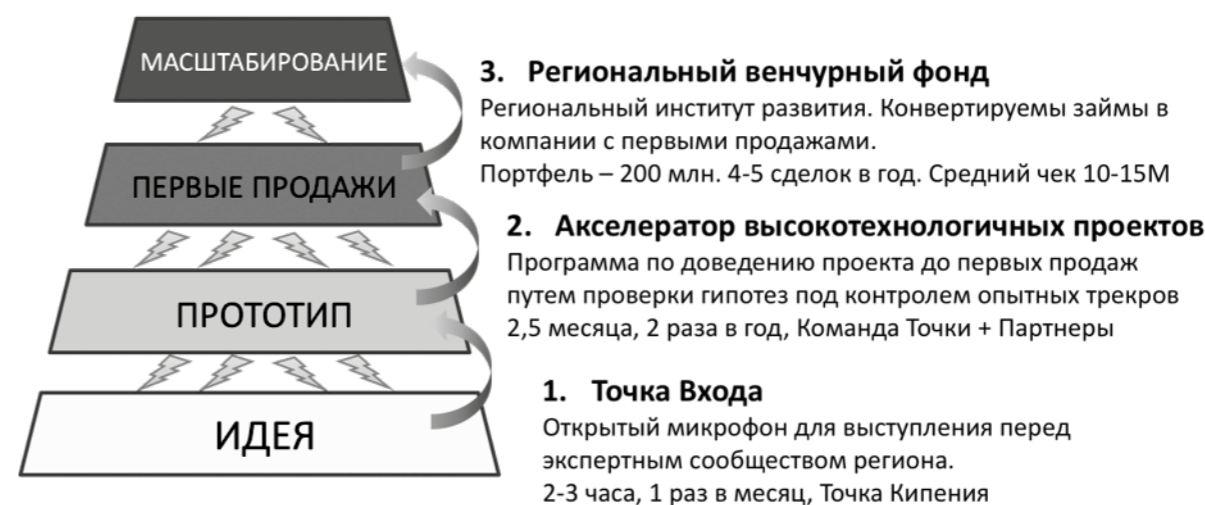 МАСШТАБИРОВАНИЕ
3. Региональный венчурный фонд
Региональный институт развития. Конвертируемы займы в
компании с первыми продажами.
Портфель – 200 млн. 4-5 сделок в год. Средний чек 10-15М
ПЕРВЫЕ ПРОДАЖИ
2. Акселератор высокотехнологичных проектов
Программа по доведению проекта до первых продаж
путем проверки гипотез под контролем опытных трекров
2,5 месяца, 2 раза в год, Команда Точки + Партнеры
ПРОТОТИП
1. Точка Входа
Открытый микрофон для выступления перед
экспертным сообществом региона.
2-3 часа, 1 раз в месяц, Точка Кипения
ИДЕЯ